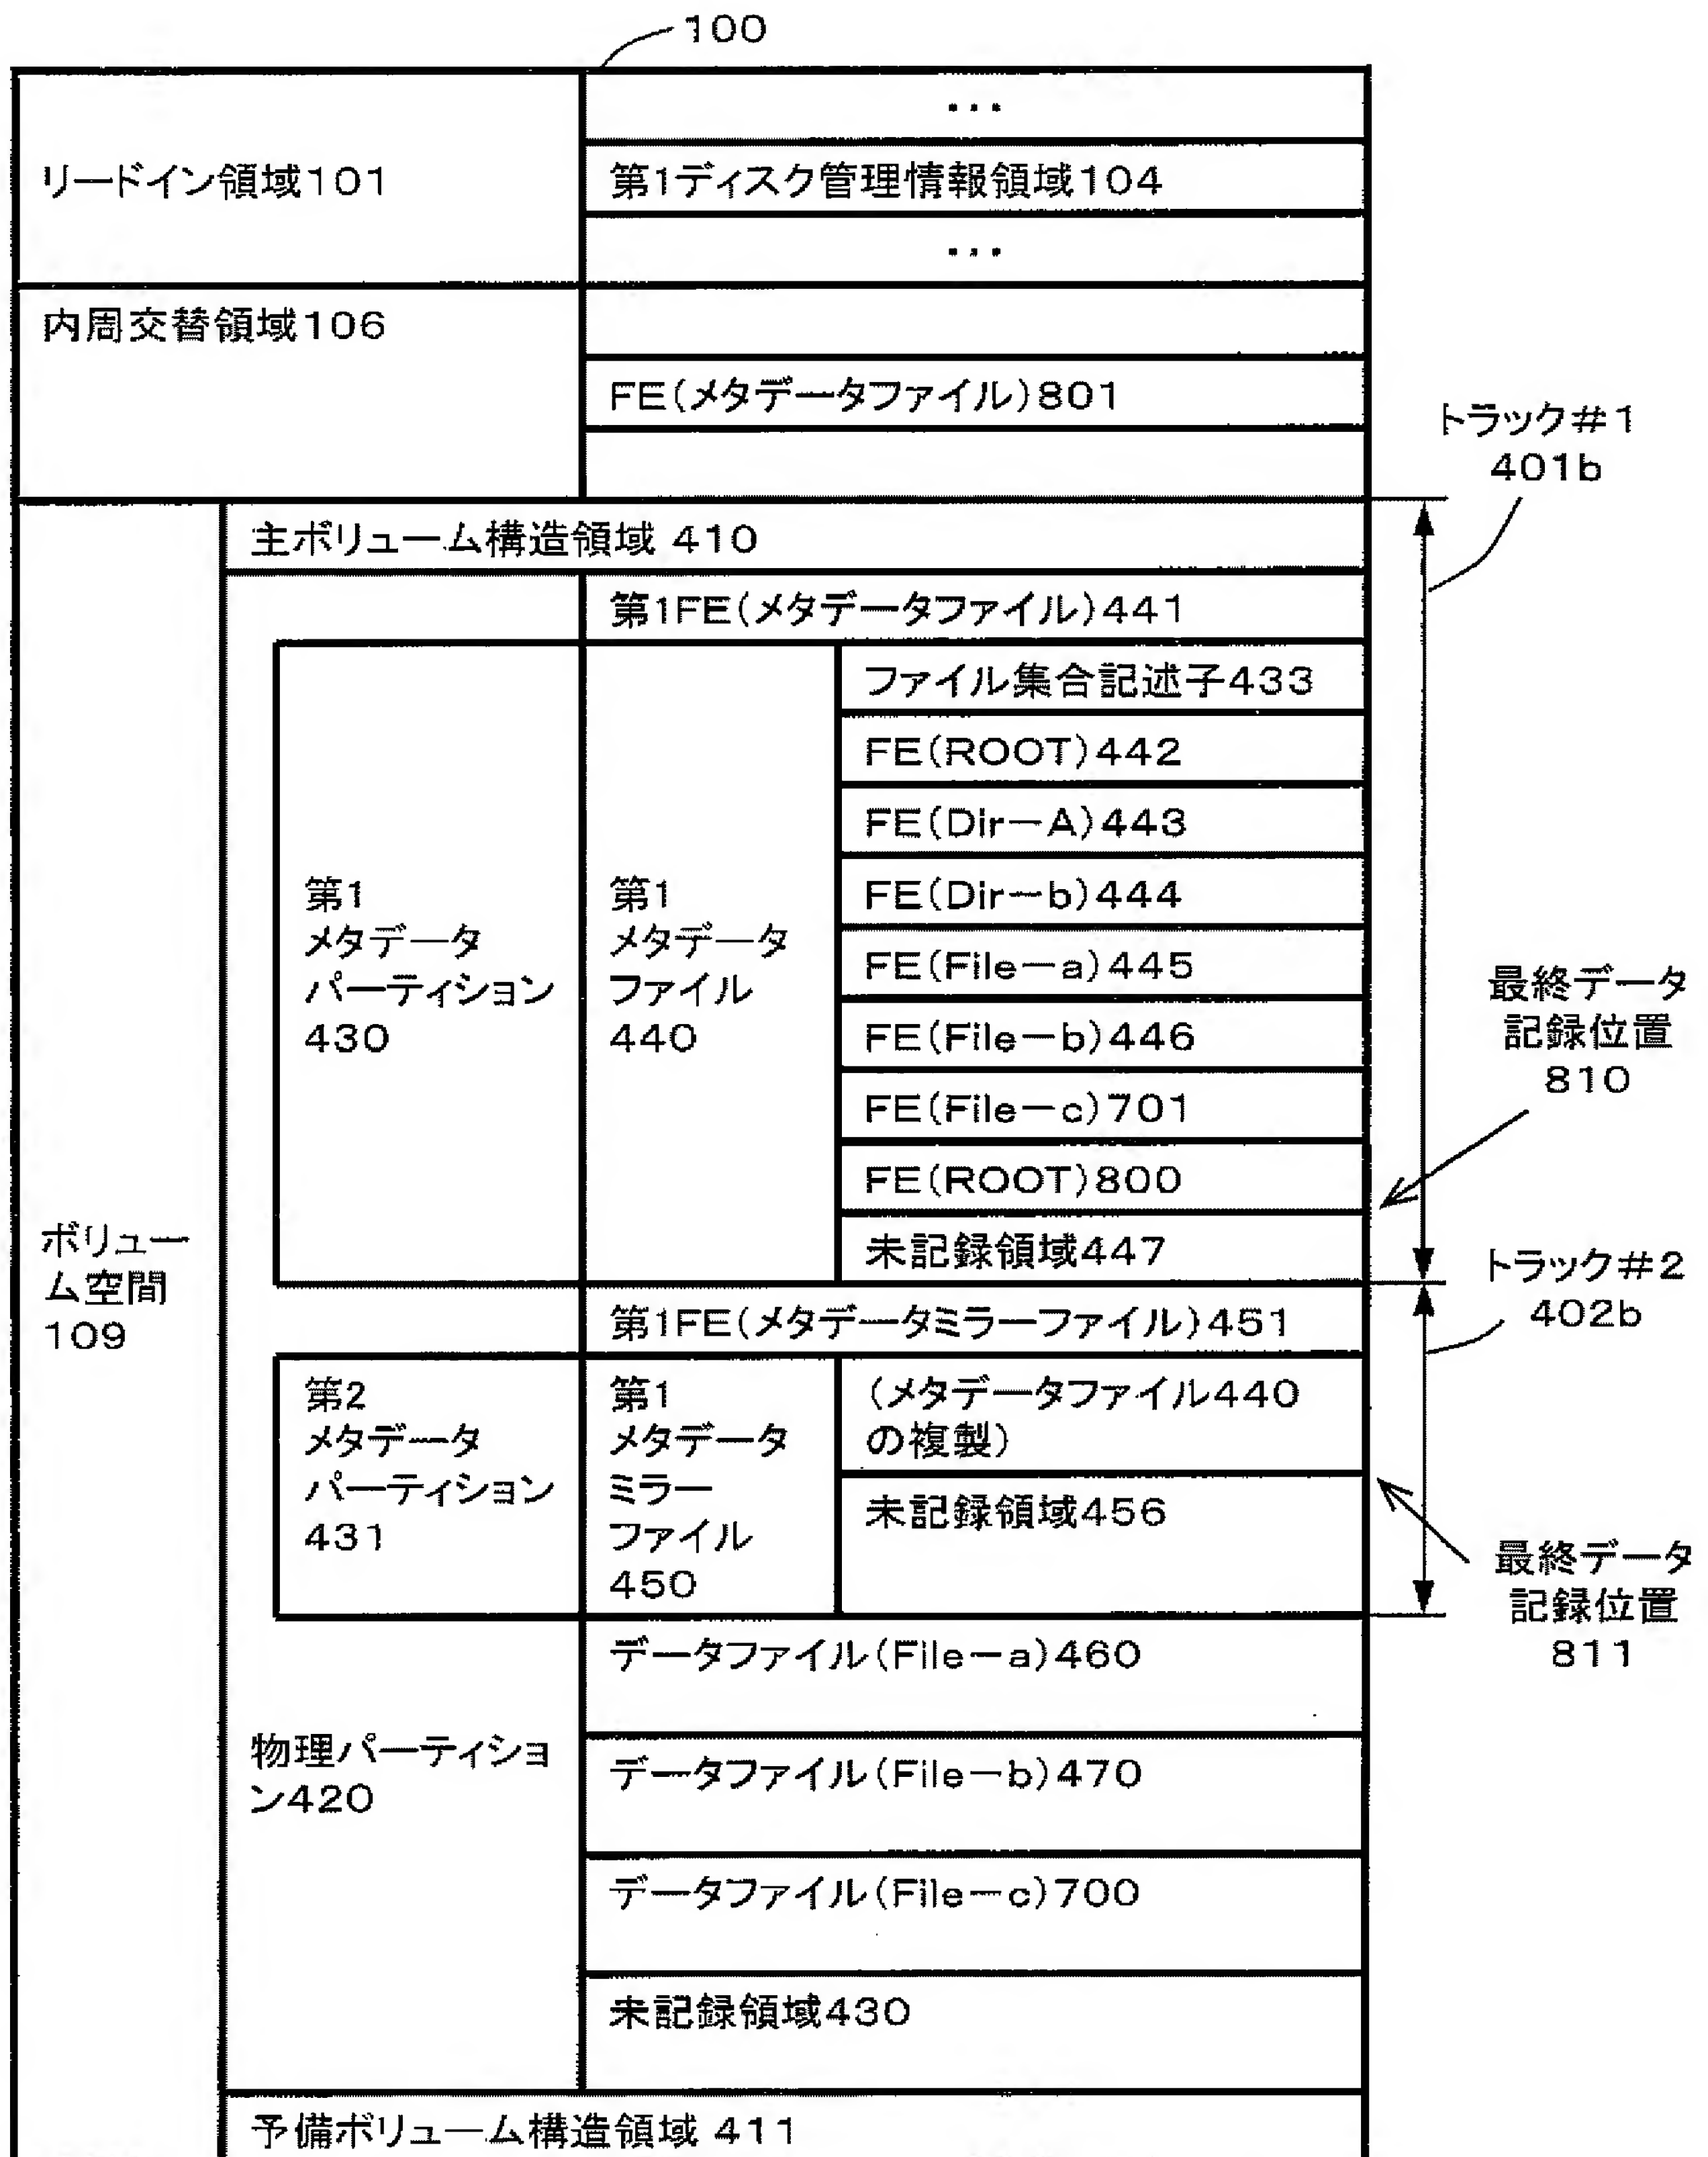 100
・・・
リードイン領域101
第1ディスク管理情報領域104
・・・
内周交替領域106
FE(メタデータファイル)801
トラック#1
401b
主ボリューム構造領域 410
第1FE(メタデータファイル)441
ファイル集合記述子433
FE(ROOT)442
FE(Dir−A)443
FE(Dir−b)444
FE(File−a)445
FE(File−b)446
FE(File−c)701
FE(ROOT)800
未記録領域447
第1
メタデータ
パーティション
430
第1
メタデータ
ファイル
440
最終データ
記録位置
810
ボリュー
ム空間
109
トラック#2
402b
第1FE(メタデータミラーファイル)451
第2
メタデータ
パーティション
431
第1
メタデータ
ミラー
ファイル
450
(メタデータファイル440
の複製)
未記録領域456
最終データ
記録位置
811
データファイル(File−a)460
物理パーティショ
ン420
データファイル(File−b)470
データファイル(File−c)700
未記録領域430
予備ボリューム構造領域 411